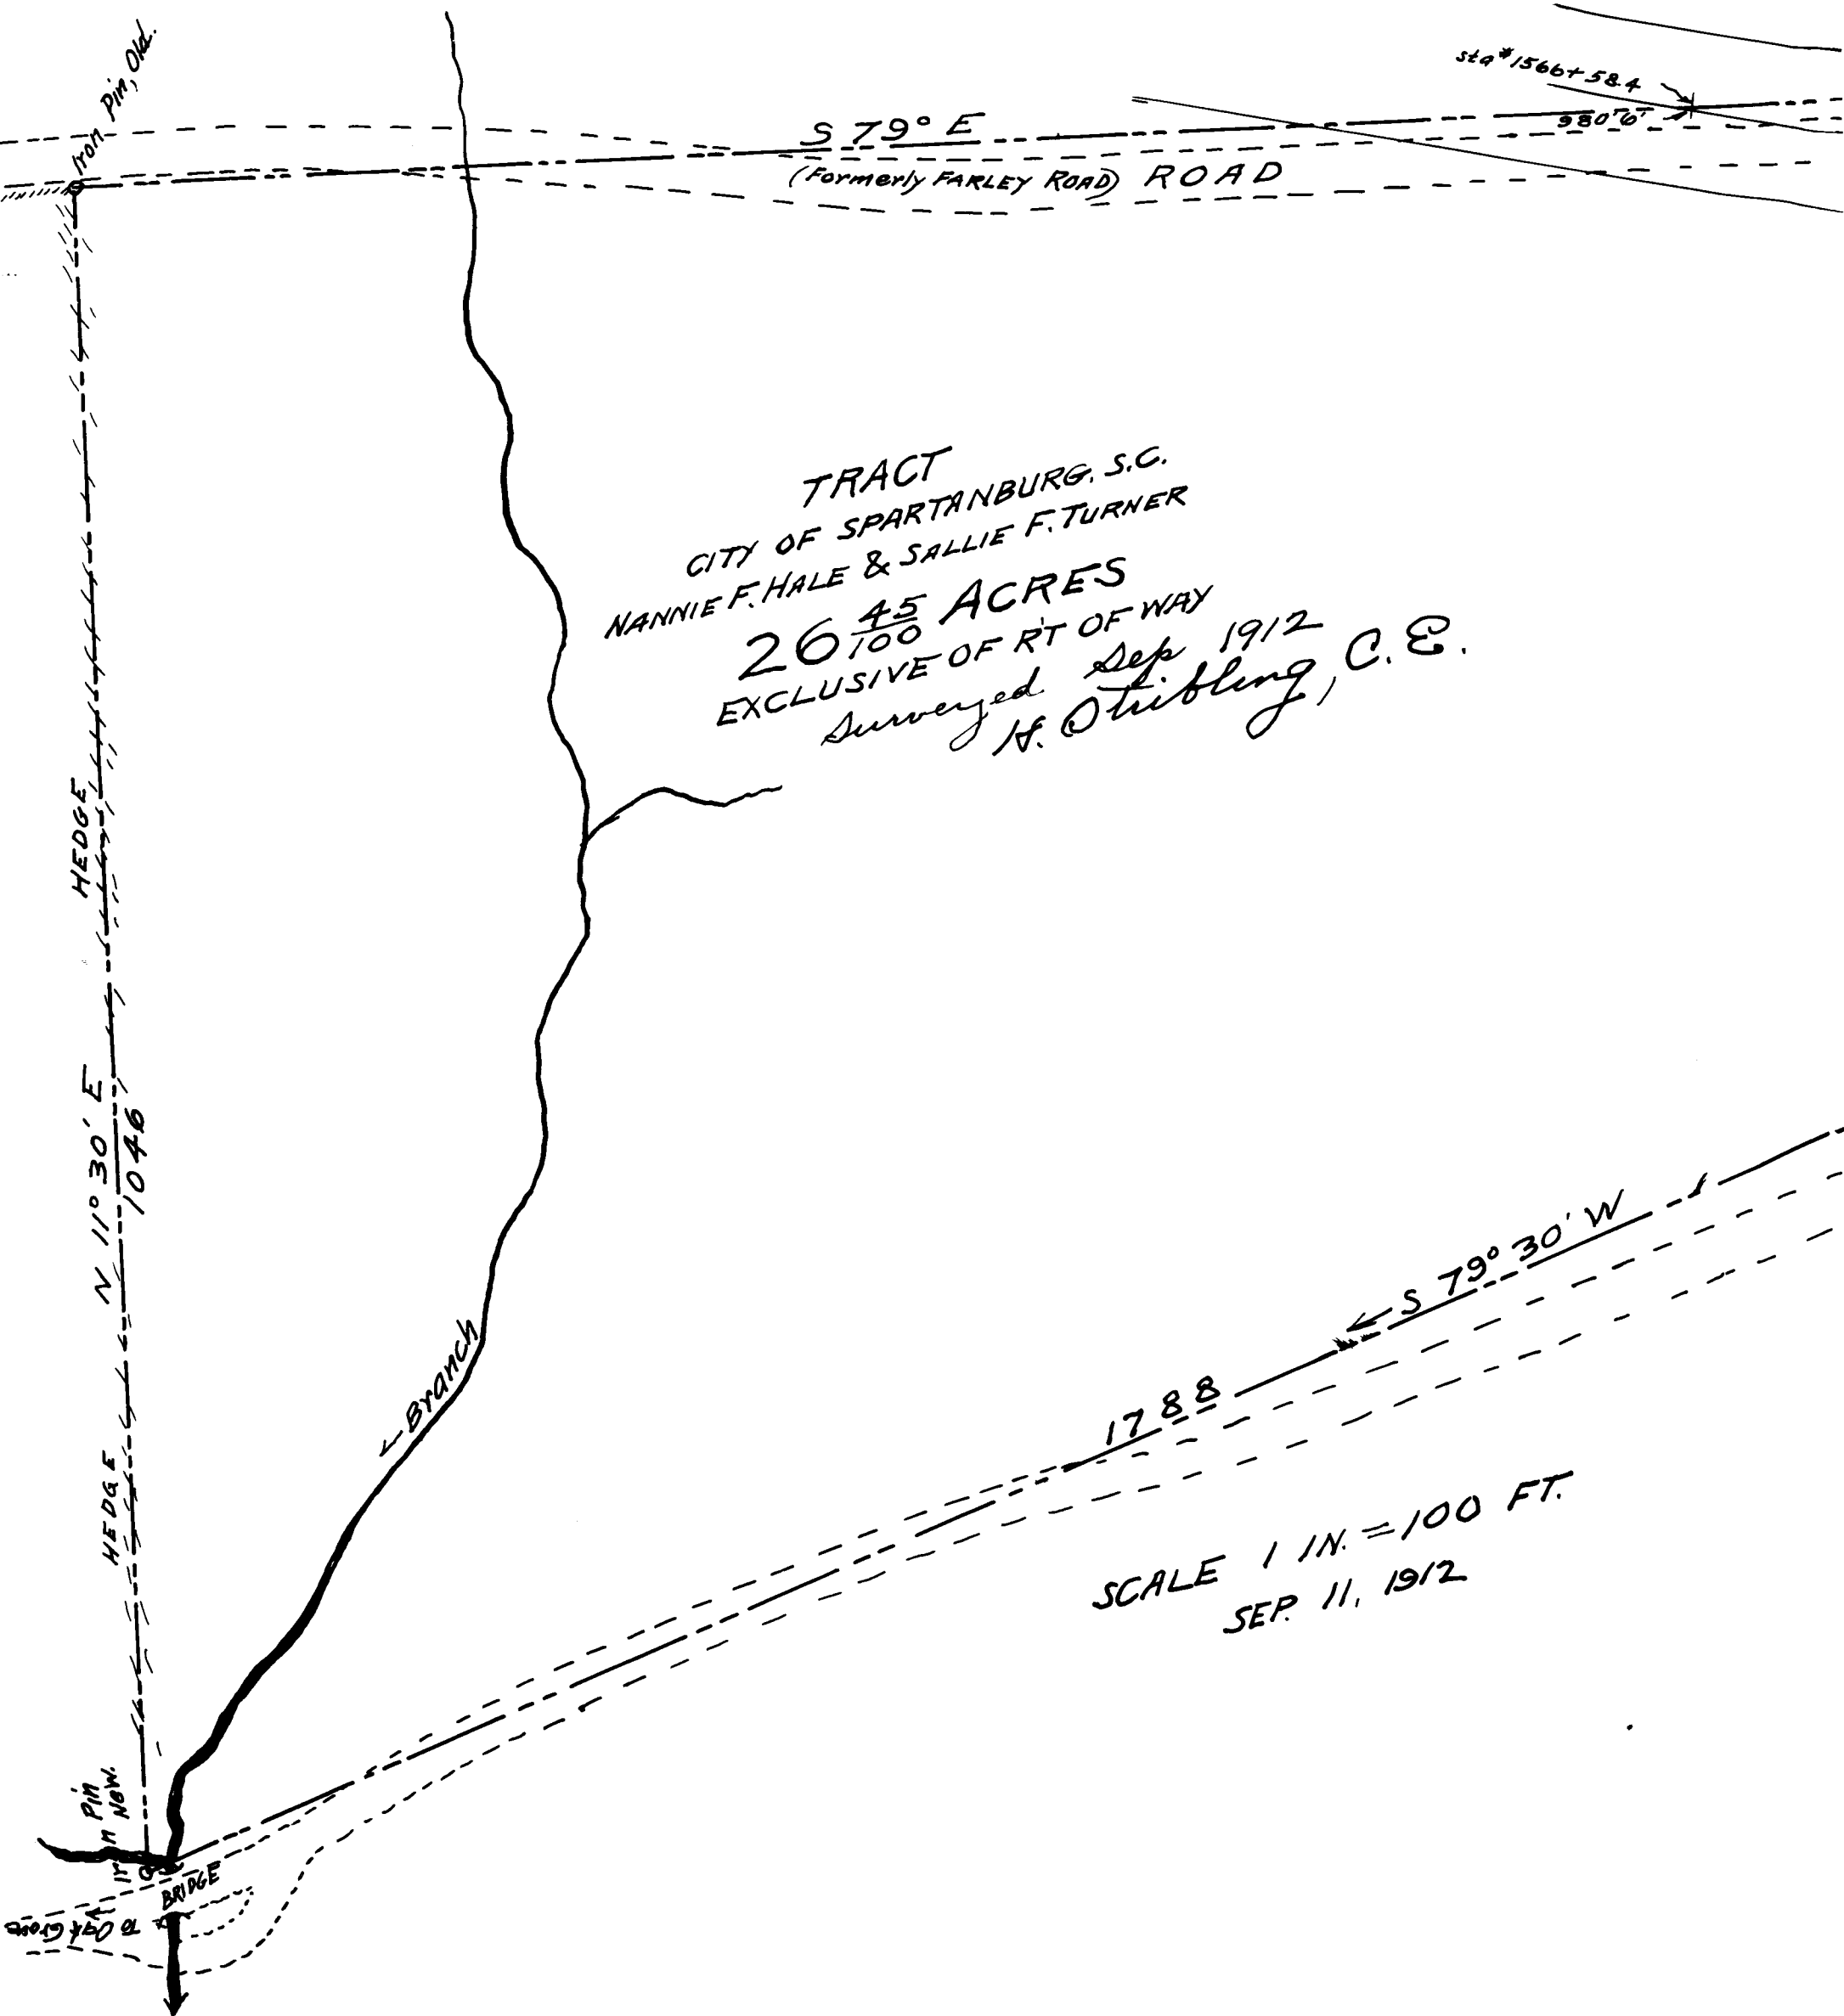 Iron Pin, Old.
sta # 1566+58.4
980'6'
S 79° E
(Formerly FARLEY ROAD) ROAD
TRACT
CITY OF SPARTANBURG, S.C.
NANNIE F. HALE & SALLIE F. TURNER
26 45/100 ACRES
EXCLUSIVE OF R'T OF WAY
Surveyed Sep 1912
H. Stribling, C. E.
HEDGE
N 11° 30' E
1046
HEDGE
← Branch
S 79° 30' W
1788
SCALE 1 IN. = 100 FT.
SEP. 11, 1912
Iron Pin
New.
BRIDGE
To